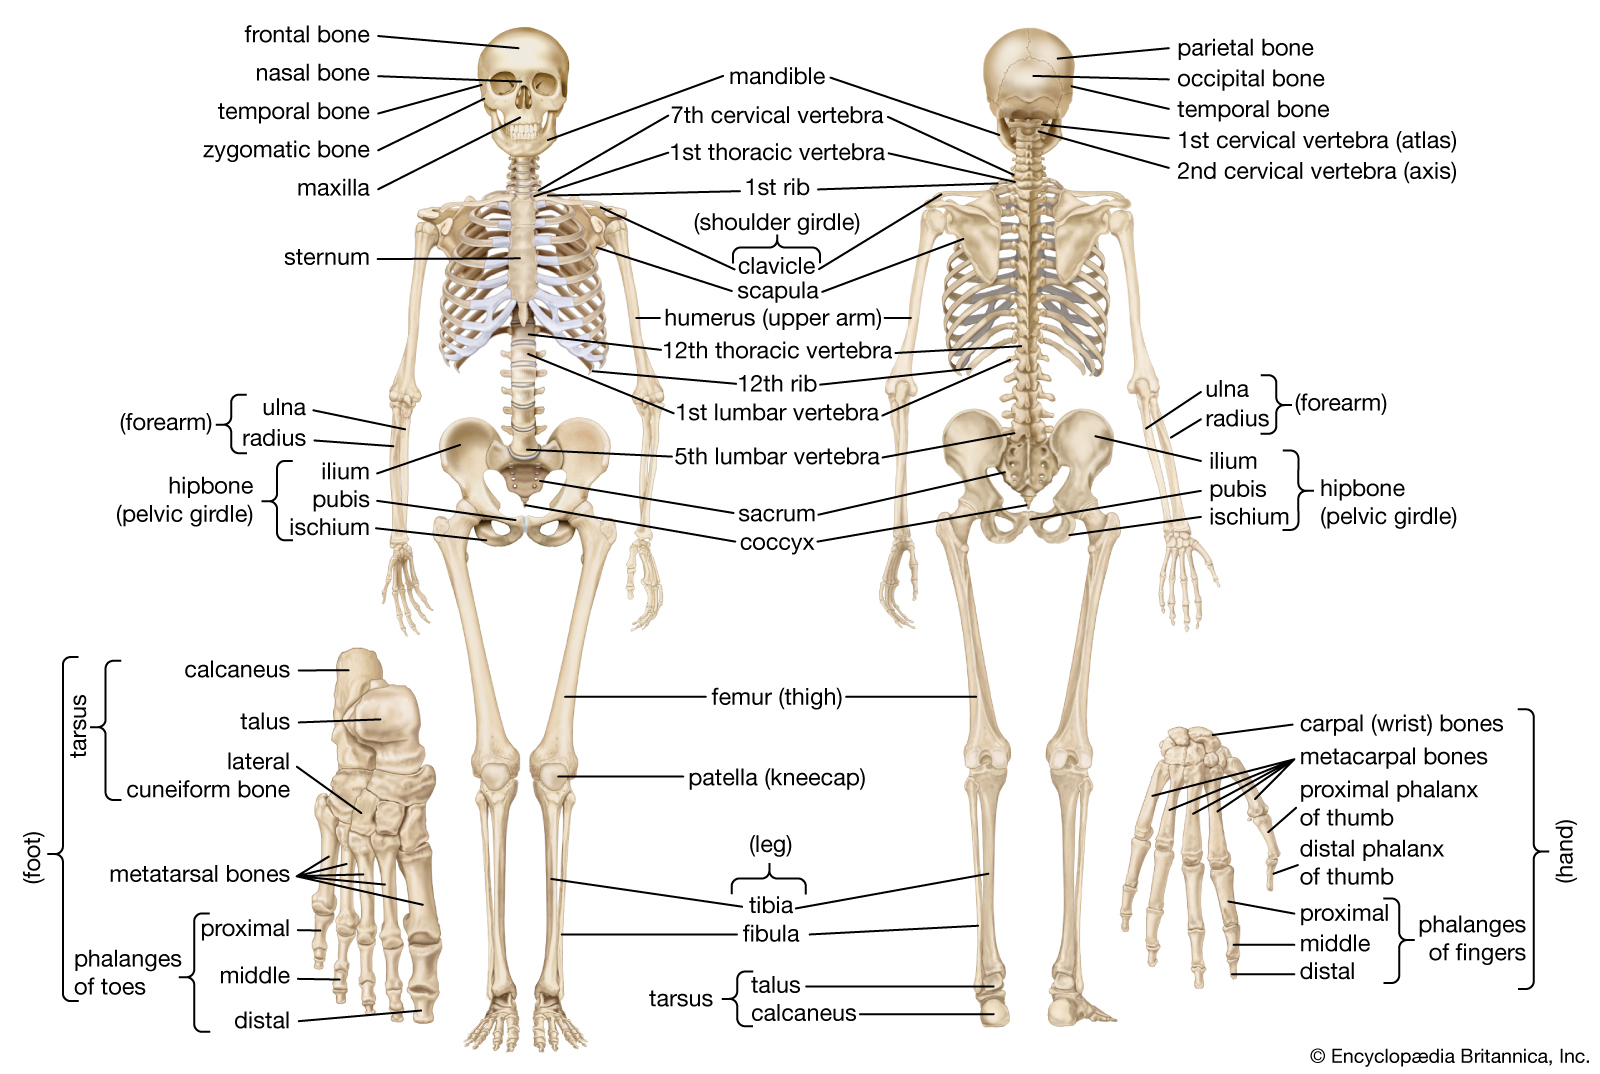 frontal bone
nasal bone
temporal bone
zygomatic bone
maxilla
sternum
(forearm)
ulna
radius
hipbone
(pelvic girdle)
ilium
pubis
ischium
mandible
7th cervical vertebra
1st thoracic vertebra
1st rib
(shoulder girdle)
clavicle
scapula
humerus (upper arm)
12th thoracic vertebra
12th rib
1st lumbar vertebra
5th lumbar vertebra
sacrum
coccyx
femur (thigh)
patella (kneecap)
(leg)
tibia
fibula
tarsus
talus
calcaneus
parietal bone
occipital bone
temporal bone
1st cervical vertebra (atlas)
2nd cervical vertebra (axis)
ulna
radius
(forearm)
ilium
pubis
ischium
hipbone
(pelvic girdle)
(foot)
tarsus
calcaneus
talus
lateral
cuneiform bone
metatarsal bones
phalanges
of toes
proximal
middle
distal
carpal (wrist) bones
metacarpal bones
proximal phalanx
of thumb
distal phalanx
of thumb
proximal
middle
distal
phalanges
of fingers
(hand)
© Encyclopædia Britannica, Inc.